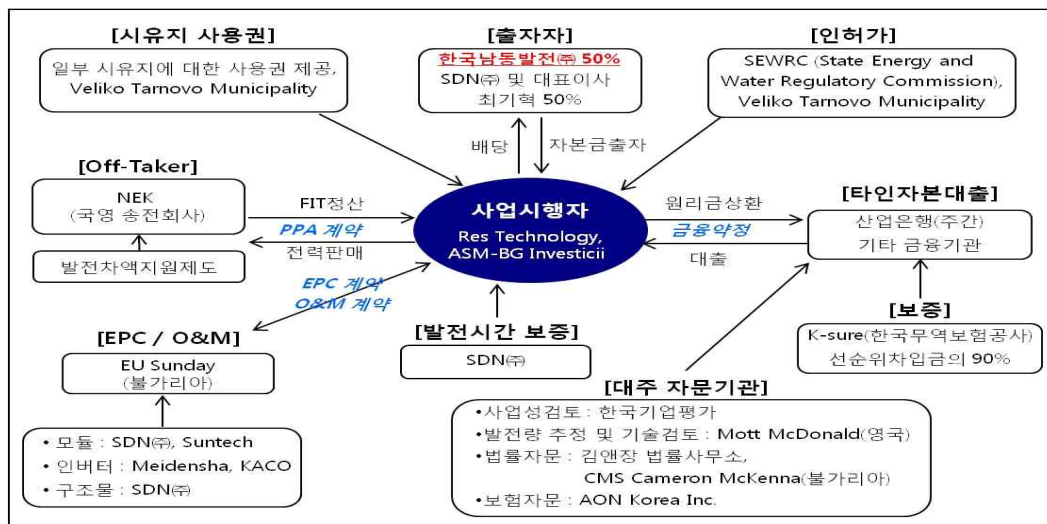 [시유지 사용권]
일부 시유지에 대한 사용권 제공,
Veliko Tarnovo Municipality
[출자자]
한국남동발전㈜ 50%
SDN㈜ 및 대표이사
최기혁 50%
[인허가]
SEWRC (State Energy and
Water Regulatory Commission),
Veliko Tarnovo Municipality
배당
자본금출자
[Off-Taker]
NEK
(국영 송전회사)
발전차액지원제도
FIT정산
PPA 계약
전력판매
사업시행자
Res Technology,
ASM-BG Investicii
원리금상환
금융약정
대출
[타인자본대출]
산업은행(주간)
기타 금융기관
EPC 계약
O&M 계약
[발전시간 보증]
SDN㈜
[보증]
K-sure(한국무역보험공사)
선순위차입금의 90%
[EPC / O&M]
EU Sunday
(불가리아)
• 모듈 : SDN㈜, Suntech
• 인버터 : Meidensha, KACO
• 구조물 : SDN㈜
[대주 자문기관]
• 사업성검토 : 한국기업평가
• 발전량 추정 및 기술검토 : Mott McDonald(영국)
• 법률자문 : 김앤장 법률사무소,
CMS Cameron McKenna(불가리아)
• 보험자문 : AON Korea Inc.